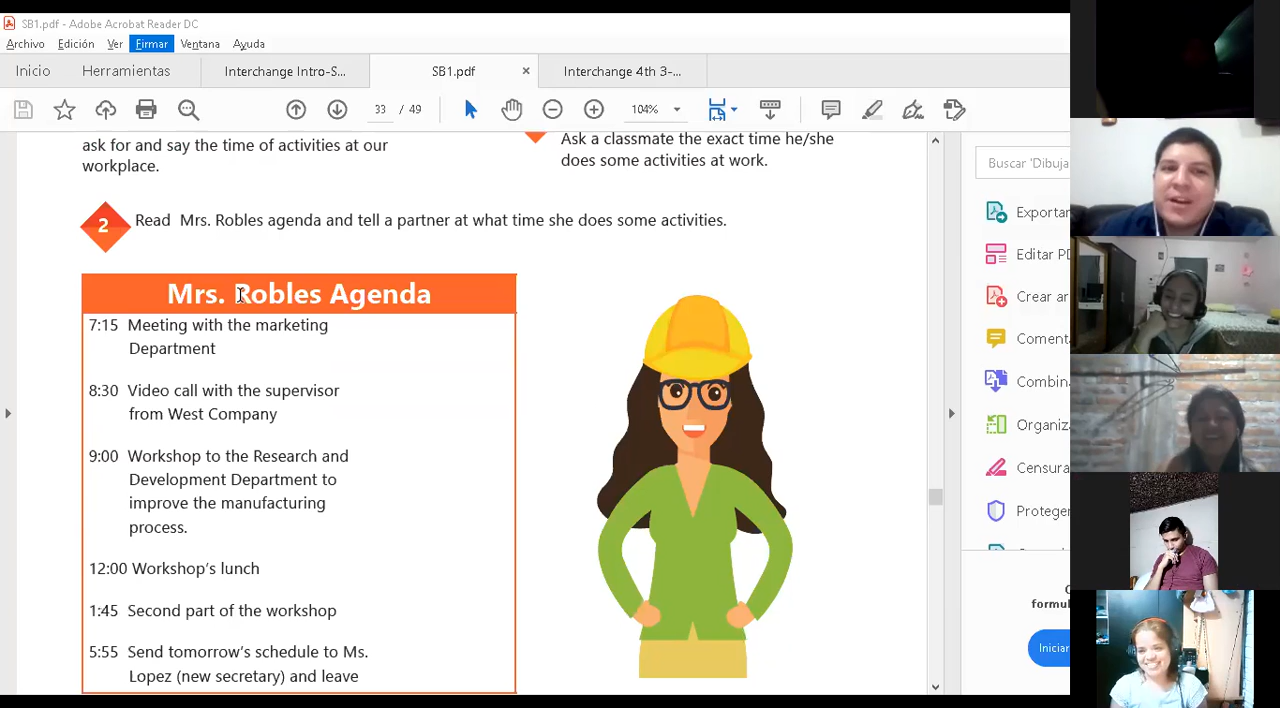 SB1.pdf - Adobe Acrobat Reader DC
Archivo Edición Ver Firmar Ventana Ayuda
Inicio Herramientas Interchange Intro-S... SB1.pdf × Interchange 4th 3-...
33 / 49 104%
ask for and say the time of activities at our
workplace.
Ask a classmate the exact time he/she
does some activities at work.
2 Read Mrs. Robles agenda and tell a partner at what time she does some activities.
Mrs. Robles Agenda
7:15 Meeting with the marketing
Department
8:30 Video call with the supervisor
from West Company
9:00 Workshop to the Research and
Development Department to
improve the manufacturing
process.
12:00 Workshop's lunch
1:45 Second part of the workshop
5:55 Send tomorrow's schedule to Ms.
Lopez (new secretary) and leave
Buscar 'Dibuja
Exportar
Editar PD
Crear ar
Comenta
Combin
Organiz
Censura
Proteger
C
formul
Iniciar